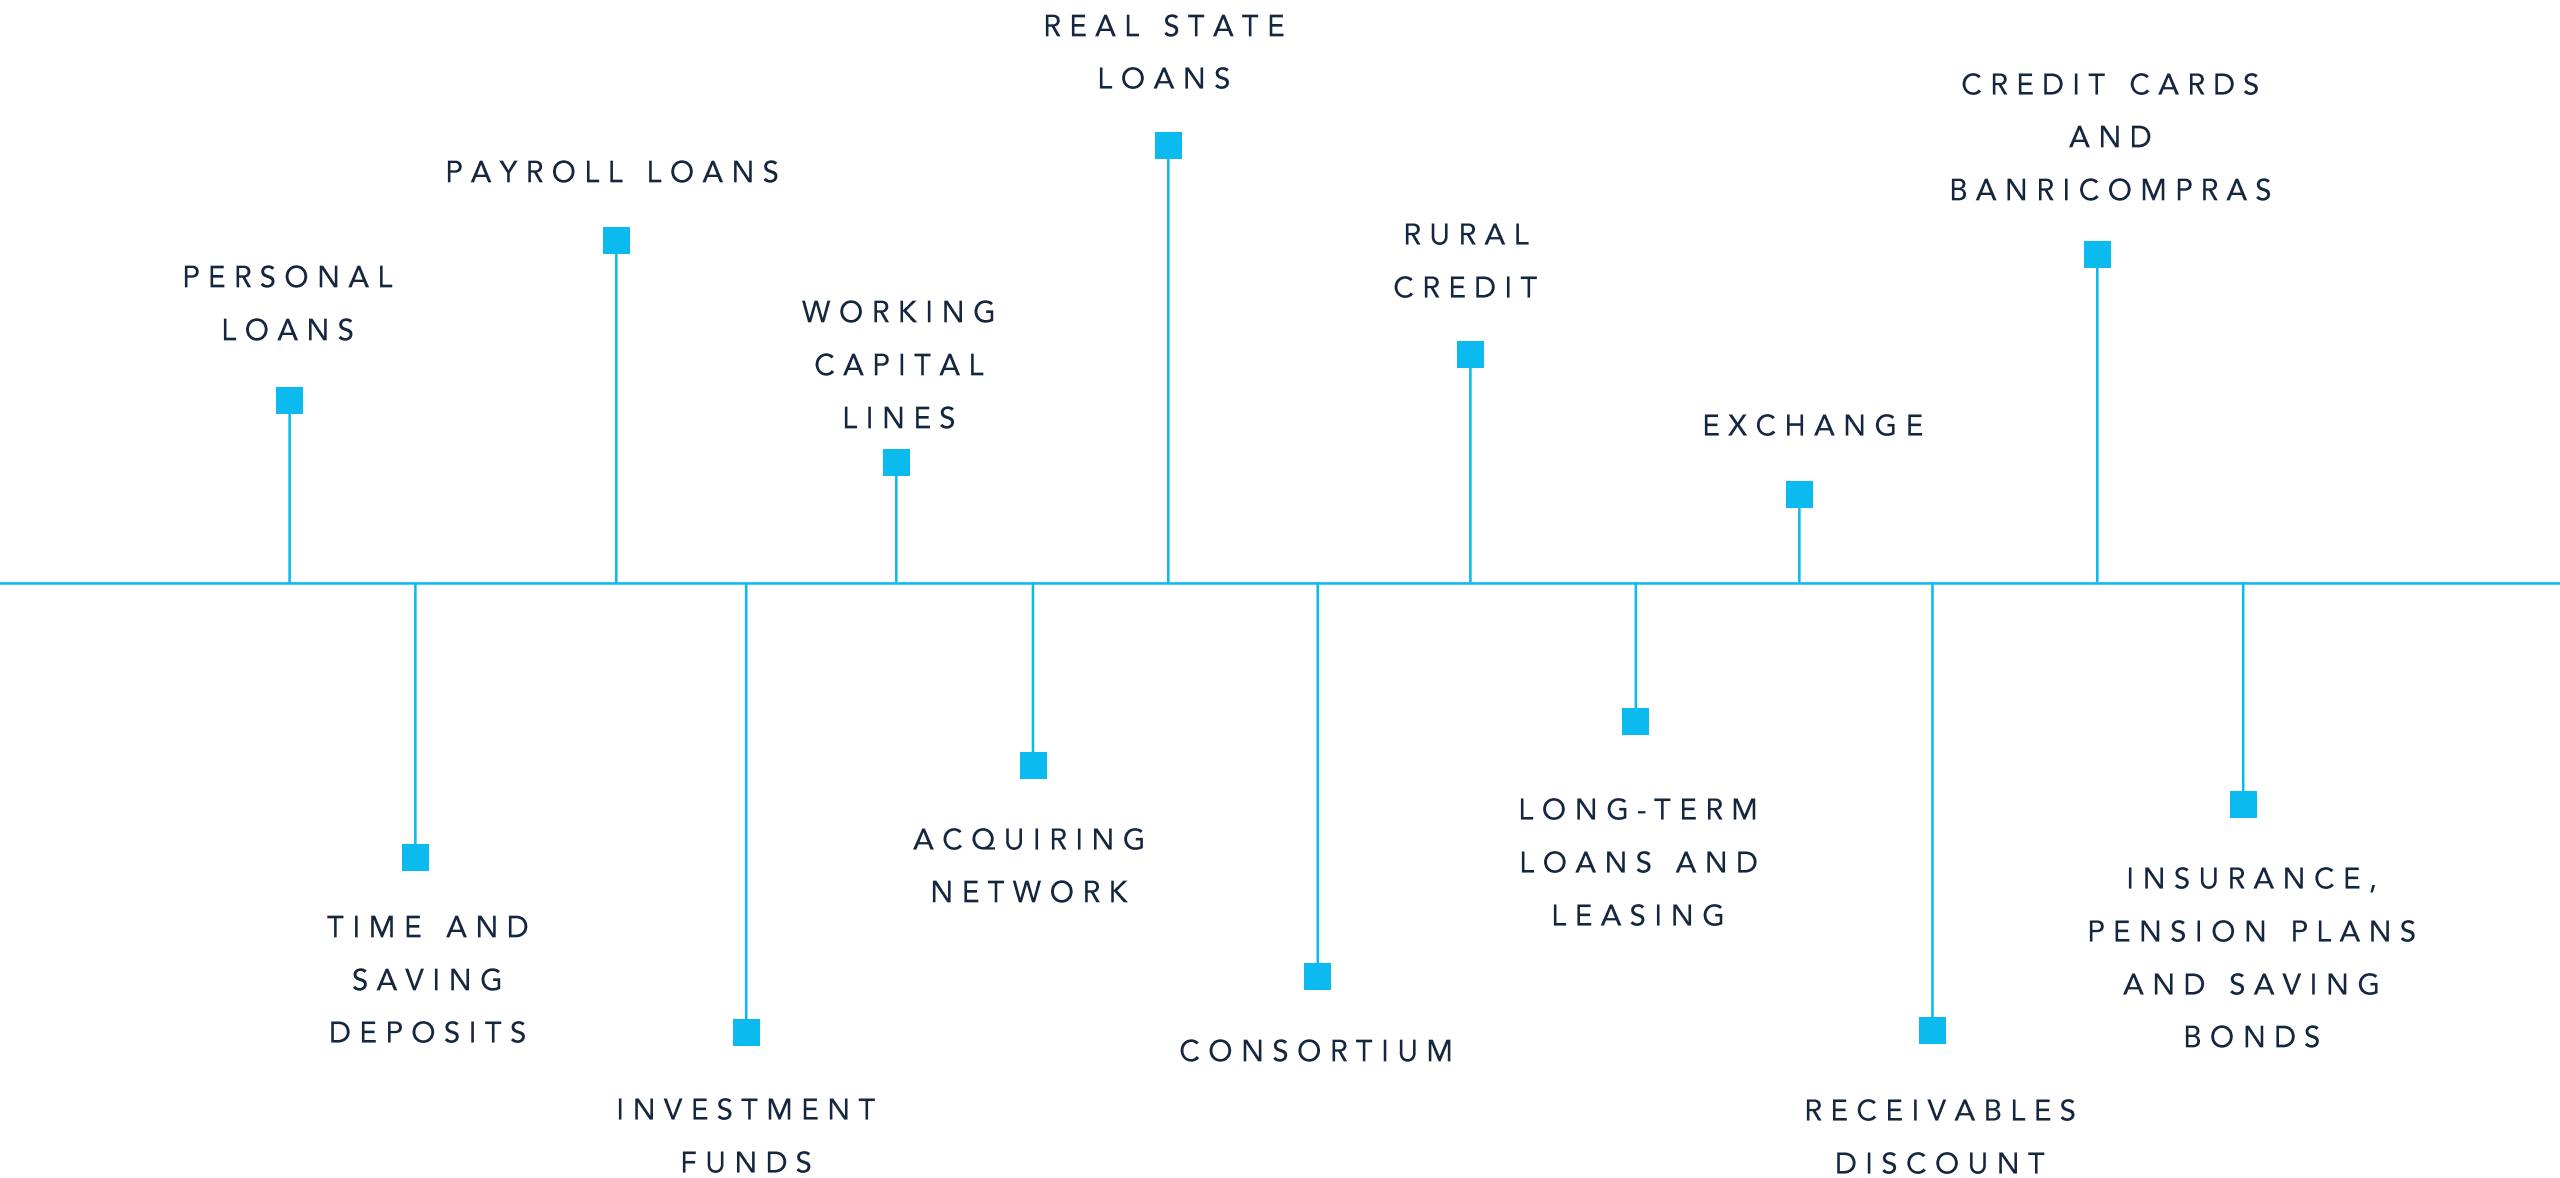 REAL STATE
LOANS
CREDIT CARDS
AND
BANRICOMPRAS
PAYROLL LOANS
RURAL
CREDIT
PERSONAL
LOANS
WORKING
CAPITAL
LINES
EXCHANGE
LONG-TERM
LOANS AND
LEASING
ACQUIRING
NETWORK
INSURANCE,
PENSION PLANS
AND SAVING
BONDS
TIME AND
SAVING
DEPOSITS
CONSORTIUM
INVESTMENT
FUNDS
RECEIVABLES
DISCOUNT